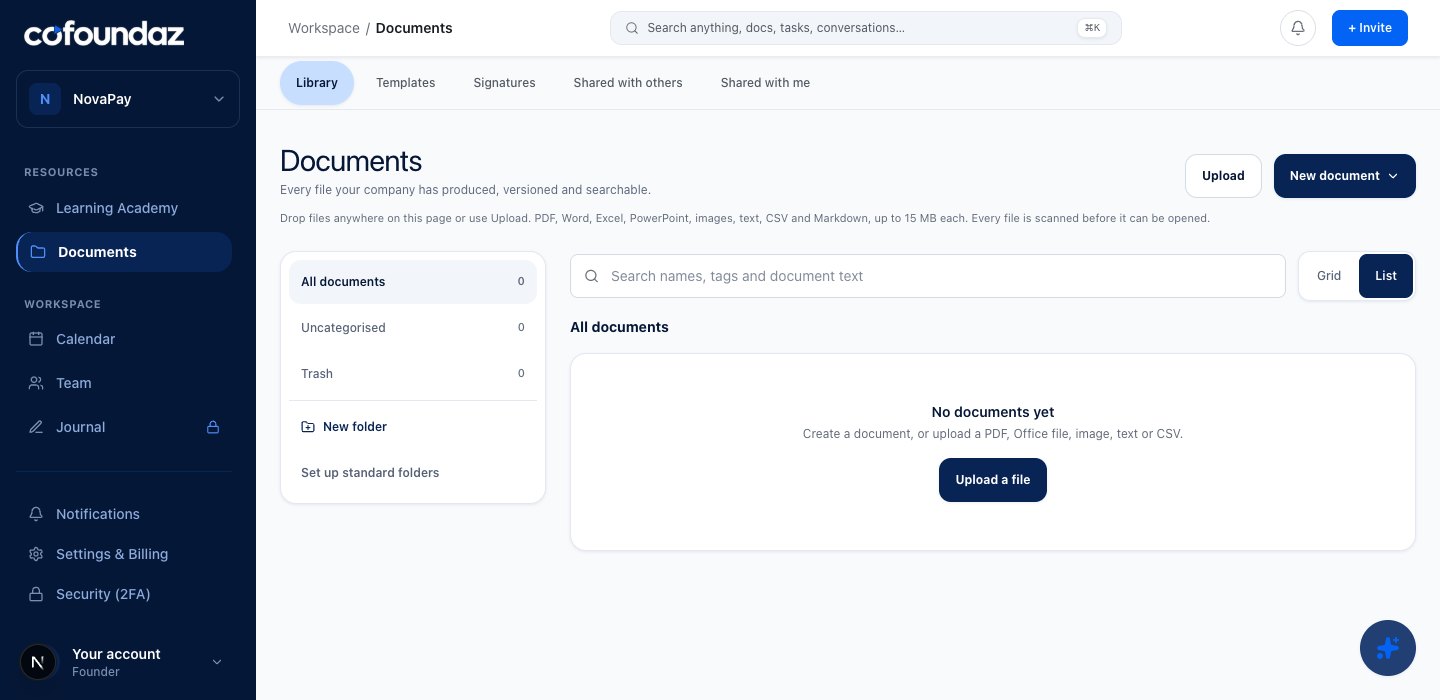 cofoundaz
N
NovaPay
RESOURCES
Learning Academy
Documents
WORKSPACE
Calendar
Team
Journal
Notifications
Settings & Billing
Security (2FA)
N
Your account
Founder
Workspace / Documents
Search anything, docs, tasks, conversations...
⌘K
+ Invite
Library
Templates
Signatures
Shared with others
Shared with me
Documents
Every file your company has produced, versioned and searchable.
Drop files anywhere on this page or use Upload. PDF, Word, Excel, PowerPoint, images, text, CSV and Markdown, up to 15 MB each. Every file is scanned before it can be opened.
Upload
New document
All documents 0
Uncategorised 0
Trash 0
New folder
Set up standard folders
Search names, tags and document text
Grid
List
All documents
No documents yet
Create a document, or upload a PDF, Office file, image, text or CSV.
Upload a file